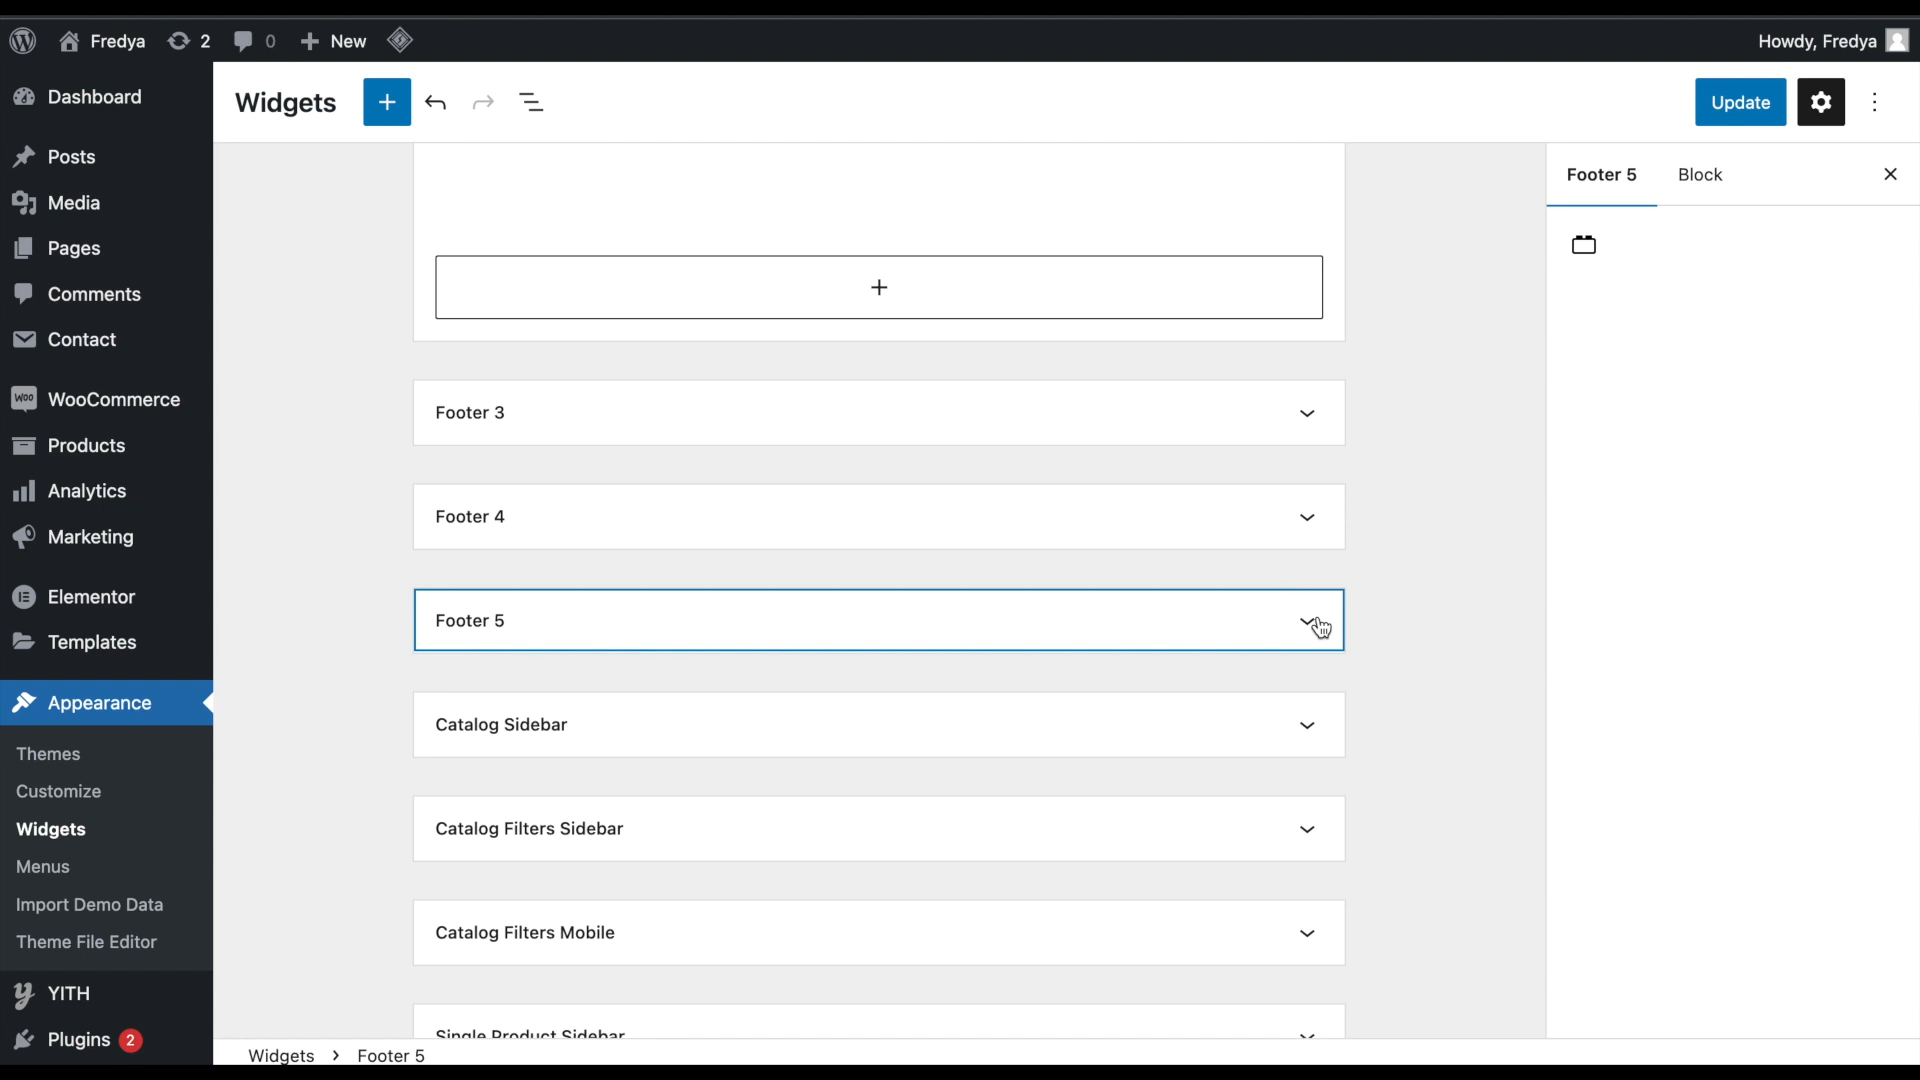 Fredya 2 0 New Howdy, Fredya
Dashboard
Posts
Media
Pages
Comments
Contact
WooCommerce
Products
Analytics
Marketing
Elementor
Templates
Appearance
Themes
Customize
Widgets
Menus
Import Demo Data
Theme File Editor
YITH
Plugins 2
Widgets Update
Footer 3
Footer 4
Footer 5
Catalog Sidebar
Catalog Filters Sidebar
Catalog Filters Mobile
Single Product Sidebar
Widgets › Footer 5
Footer 5 Block